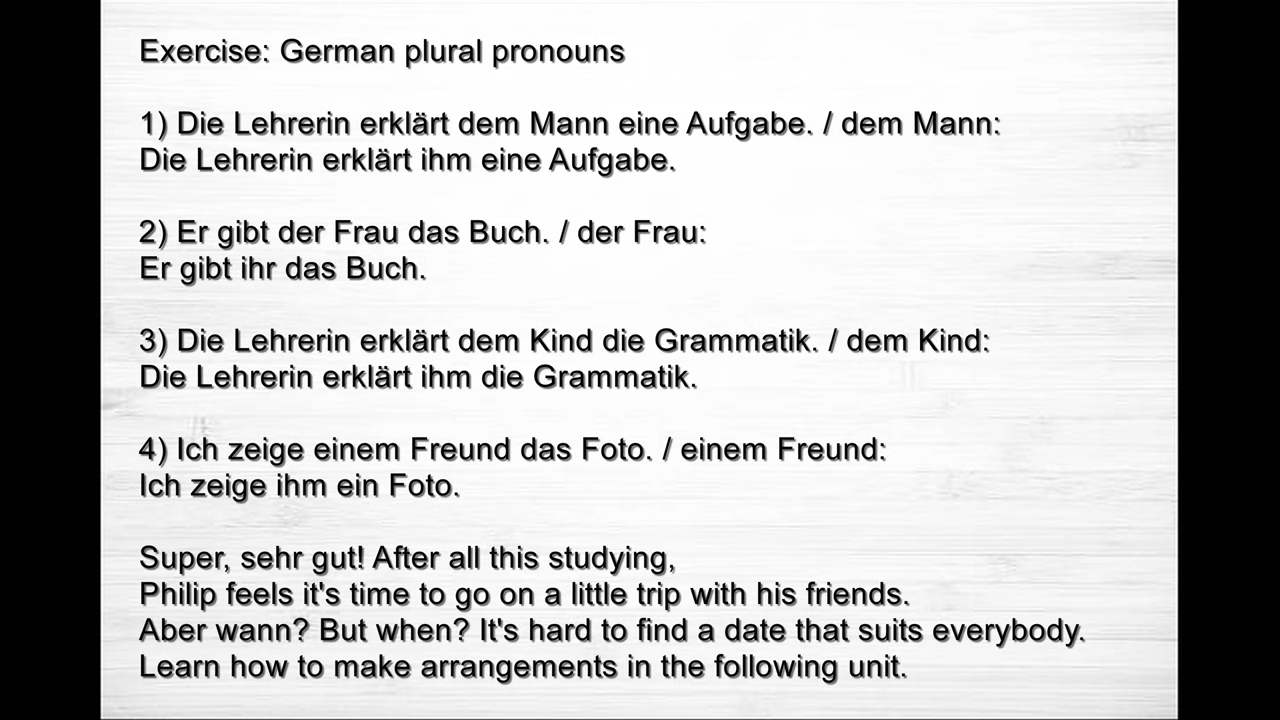 Exercise: German plural pronouns
1) Die Lehrerin erklärt dem Mann eine Aufgabe. / dem Mann:
Die Lehrerin erklärt ihm eine Aufgabe.
2) Er gibt der Frau das Buch. / der Frau:
Er gibt ihr das Buch.
3) Die Lehrerin erklärt dem Kind die Grammatik. / dem Kind:
Die Lehrerin erklärt ihm die Grammatik.
4) Ich zeige einem Freund das Foto. / einem Freund:
Ich zeige ihm ein Foto.
Super, sehr gut! After all this studying,
Philip feels it's time to go on a little trip with his friends.
Aber wann? But when? It's hard to find a date that suits everybody.
Learn how to make arrangements in the following unit.